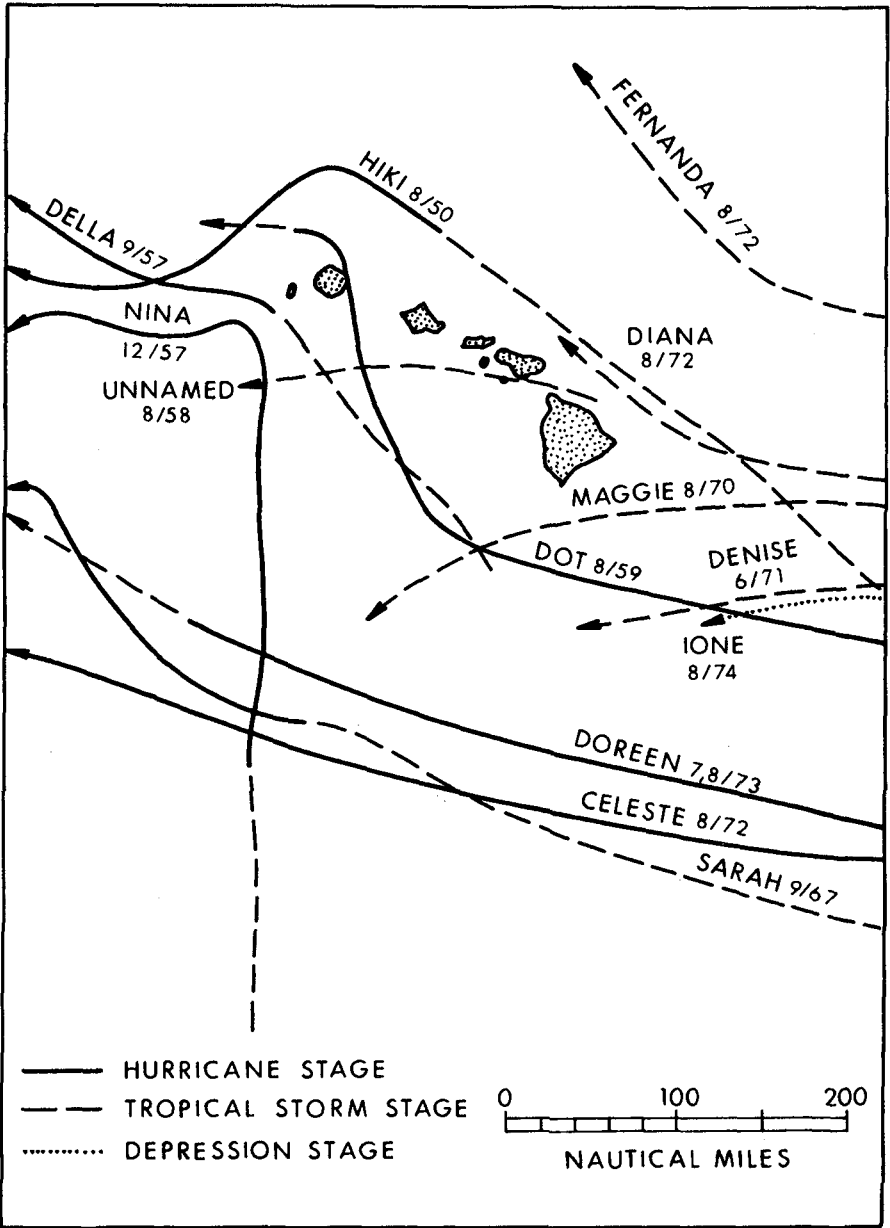 FERNANDA 8/72
HIKI 8/50
DELLA 9/57
NINA
12/57
DIANA
8/72
UNNAMED
8/58
MAGGIE 8/70
DOT 8/59
DENISE
6/71
IONE
8/74
DOREEN 7,8/73
CELESTE 8/72
SARAH 9/67
HURRICANE STAGE
TROPICAL STORM STAGE
DEPRESSION STAGE
0 100 200
NAUTICAL MILES